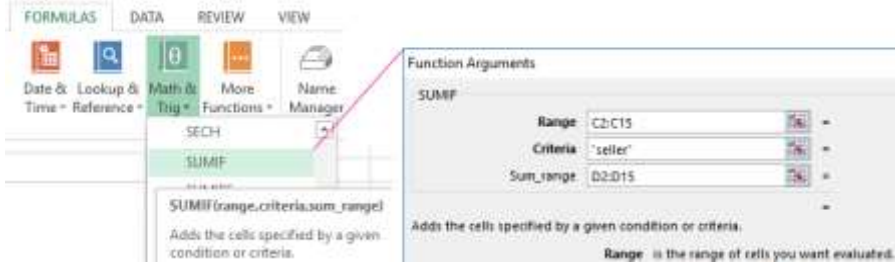 FORMULAS DATA REVIEW VIEW
Date & Lookup & Math & More Name
Time Reference Trig Functions Manager
SECH
SUMIF
SUMIF(range,criteria,sum_range)
Adds the cells specified by a given
condition or criteria.
Function Arguments
SUMIF
Range C2:C15 =
Criteria "seller" =
Sum_range D2:D15 =
=
Adds the cells specified by a given condition or criteria.
Range is the range of cells you want evaluated.